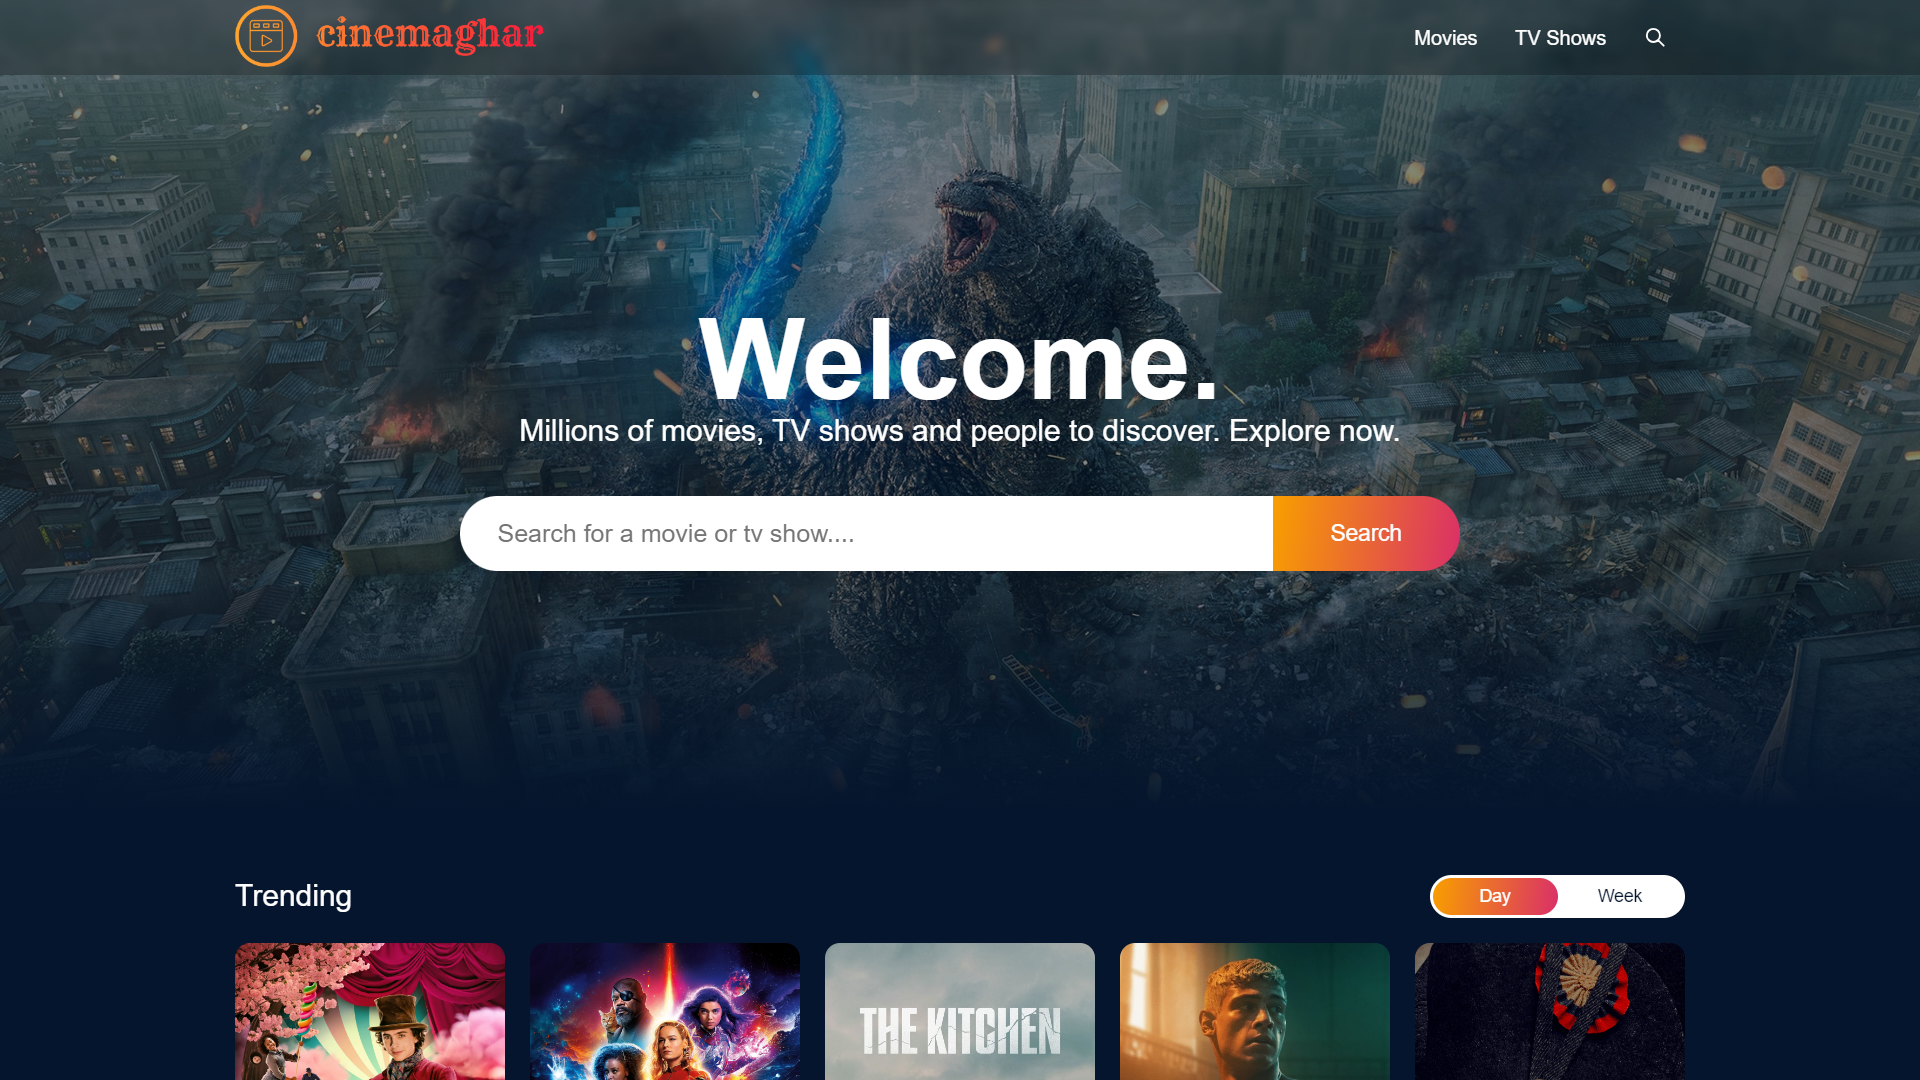 cinemaghar
Movies
TV Shows
Welcome.
Millions of movies, TV shows and people to discover. Explore now.
Search for a movie or tv show....
Search
Trending
Day
Week
THE KITCHEN